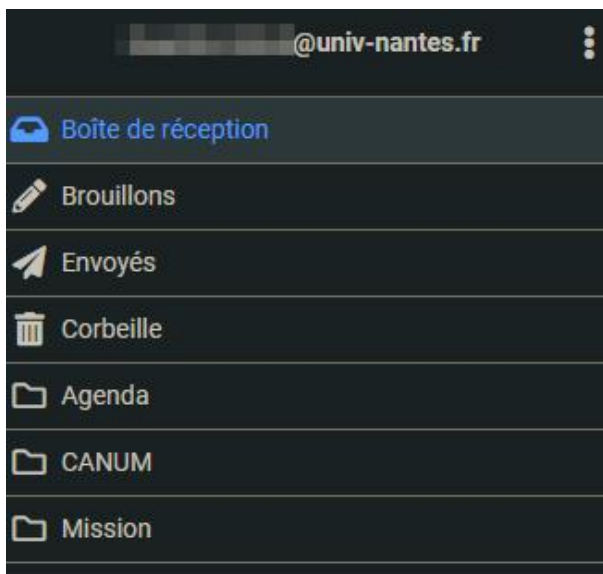 @univ-nantes.fr
Boîte de réception
Brouillons
Envoyés
Corbeille
Agenda
CANUM
Mission